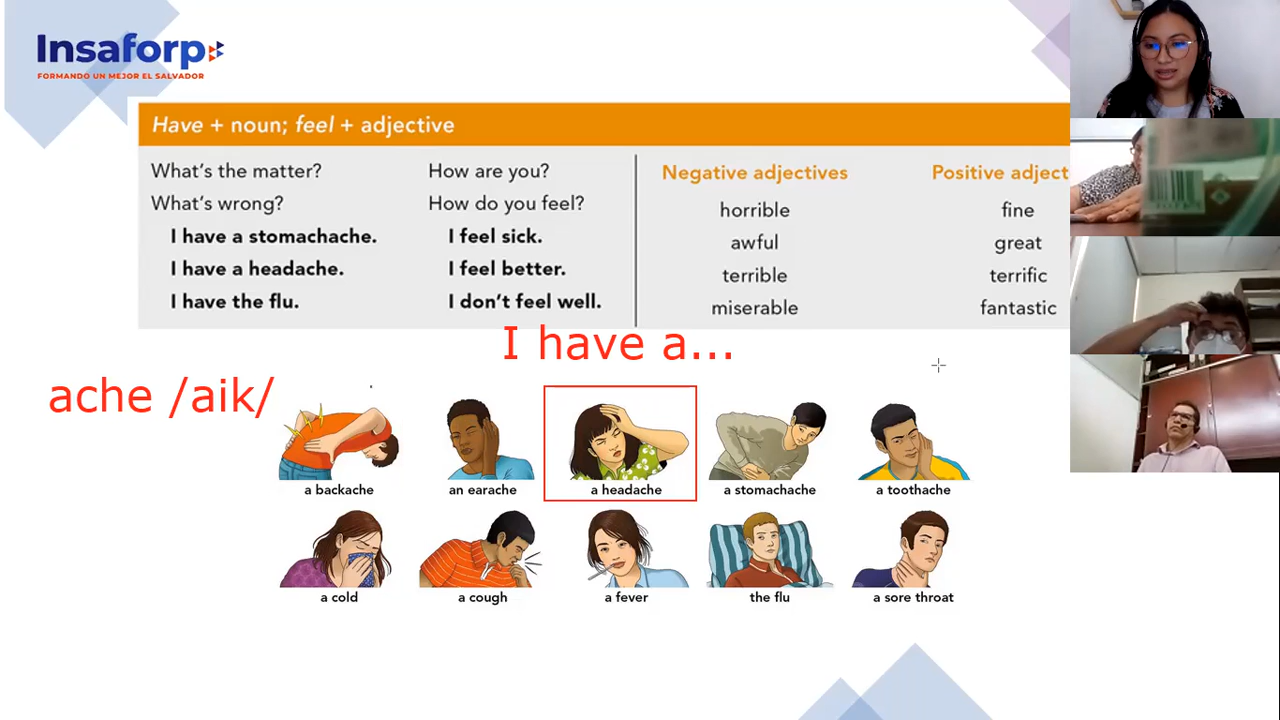 Insaforp
FORMANDO UN MEJOR EL SALVADOR
Have + noun; feel + adjective
What's the matter?
What's wrong?
I have a stomachache.
I have a headache.
I have the flu.
How are you?
How do you feel?
I feel sick.
I feel better.
I don't feel well.
Negative adjectives
horrible
awful
terrible
miserable
Positive adject
fine
great
terrific
fantastic
I have a...
ache /aik/
a backache
an earache
a headache
a stomachache
a toothache
a cold
a cough
a fever
the flu
a sore throat